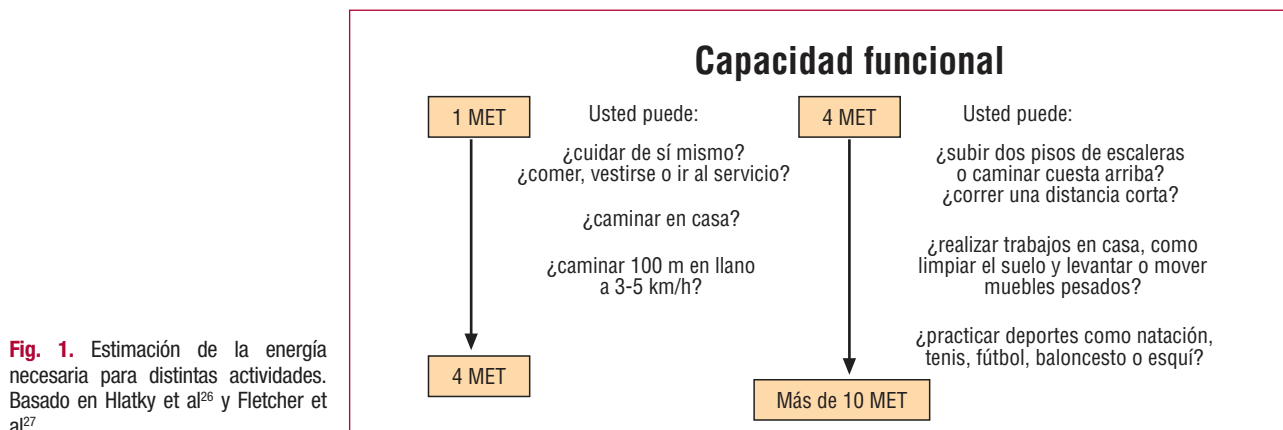 Capacidad funcional
1 MET
Usted puede:
¿cuidar de sí mismo?
¿comer, vestirse o ir al servicio?
¿caminar en casa?
¿caminar 100 m en llano
a 3-5 km/h?
4 MET
4 MET
Usted puede:
¿subir dos pisos de escaleras
o caminar cuesta arriba?
¿correr una distancia corta?
¿realizar trabajos en casa, como
limpiar el suelo y levantar o mover
muebles pesados?
¿practicar deportes como natación,
tenis, fútbol, baloncesto o esquí?
Más de 10 MET
Fig. 1. Estimación de la energía
necesaria para distintas actividades.
Basado en Hlatky et al26 y Fletcher et
al27